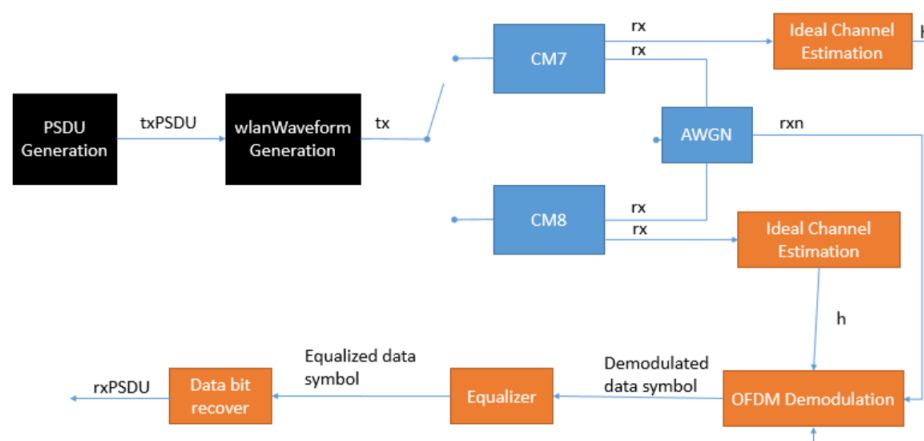 rx
rx
Ideal Channel
Estimation
CM7
PSDU
Generation
txPSDU
wlanWaveform
Generation
tx
AWGN
rxn
CM8
rx
rx
Ideal Channel
Estimation
h
Equalized data
symbol
Demodulated
data symbol
rxPSDU
Data bit
recover
Equalizer
OFDM Demodulation